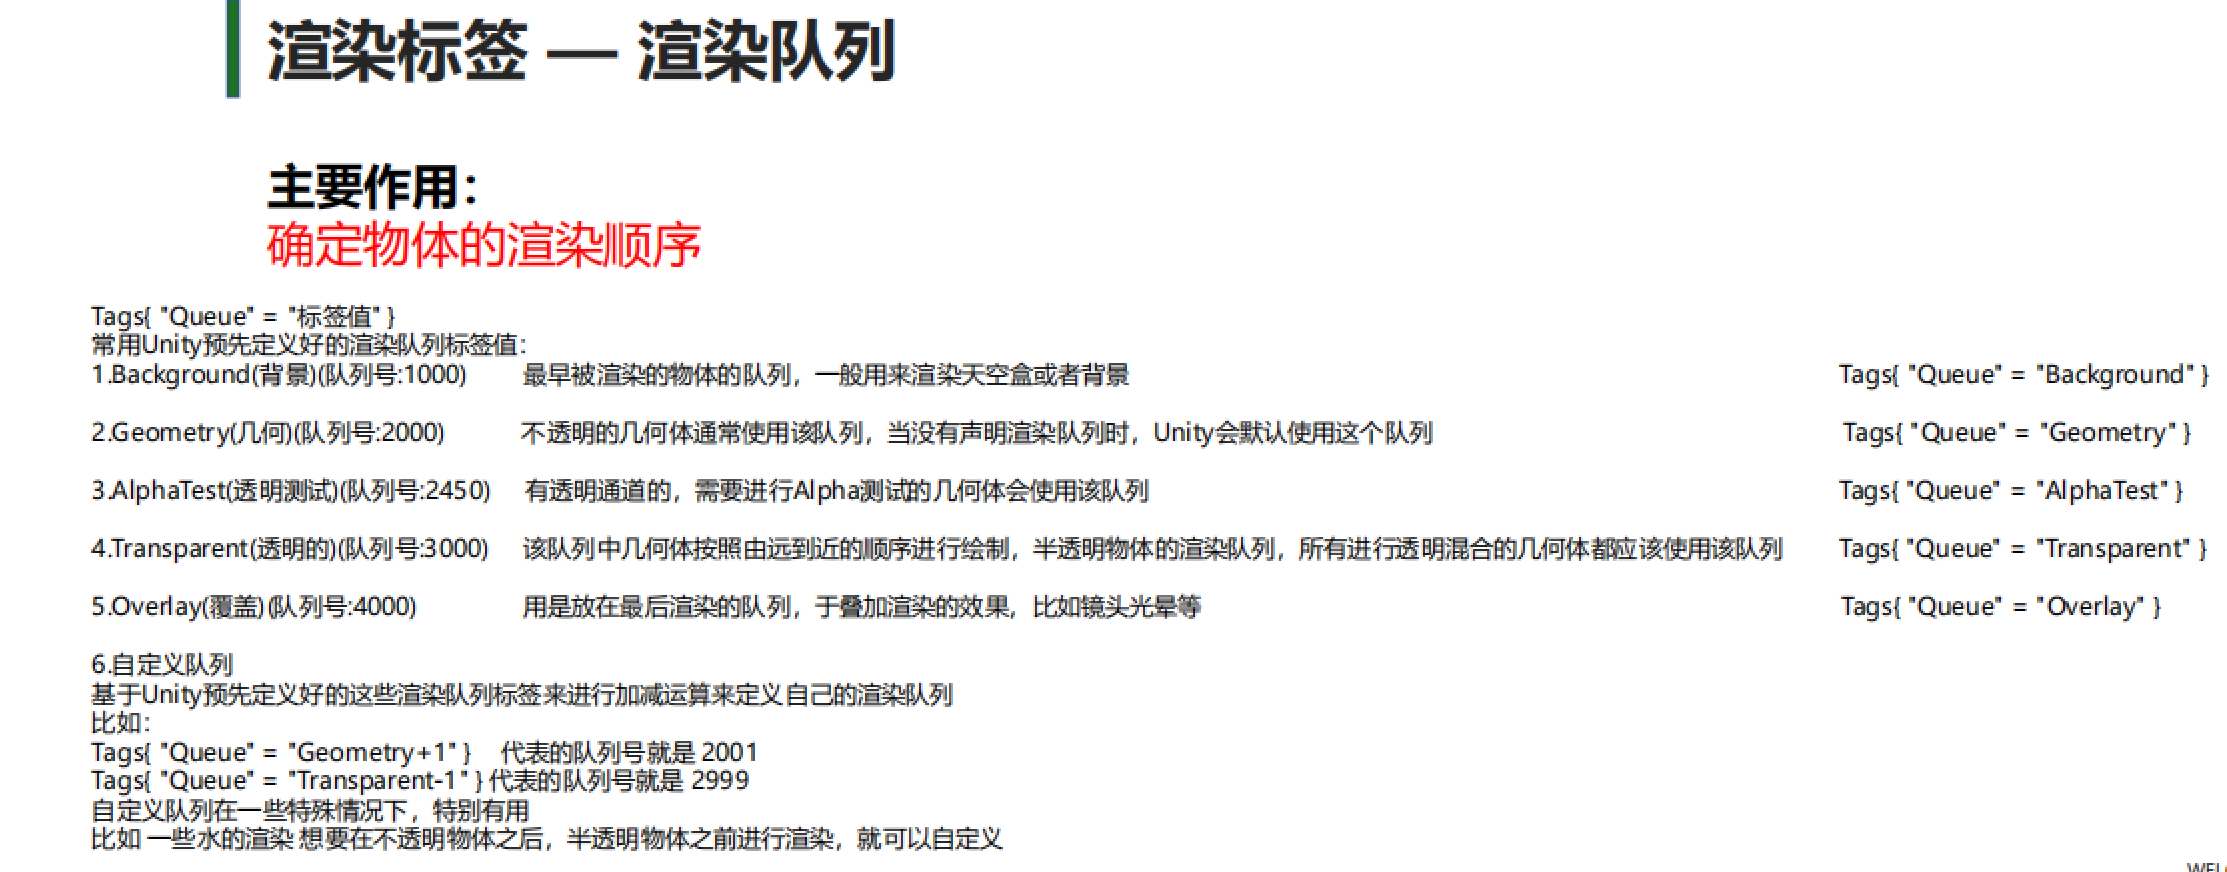 渲染标签 — 渲染队列
主要作用：
确定物体的渲染顺序
Tags{ "Queue" = "标签值" }
常用Unity预先定义好的渲染队列标签值：
1.Background(背景)(队列号:1000) 最早被渲染的物体的队列，一般用来渲染天空盒或者背景 Tags{ "Queue" = "Background" }
2.Geometry(几何)(队列号:2000) 不透明的几何体通常使用该队列，当没有声明渲染队列时，Unity会默认使用这个队列 Tags{ "Queue" = "Geometry" }
3.AlphaTest(透明测试)(队列号:2450) 有透明通道的，需要进行Alpha测试的几何体会使用该队列 Tags{ "Queue" = "AlphaTest" }
4.Transparent(透明的)(队列号:3000) 该队列中几何体按照由远到近的顺序进行绘制，半透明物体的渲染队列，所有进行透明混合的几何体都应该使用该队列 Tags{ "Queue" = "Transparent" }
5.Overlay(覆盖)(队列号:4000) 用是放在最后渲染的队列，于叠加渲染的效果，比如镜头光晕等 Tags{ "Queue" = "Overlay" }
6.自定义队列
基于Unity预先定义好的这些渲染队列标签来进行加减运算来定义自己的渲染队列
比如：
Tags{ "Queue" = "Geometry+1" } 代表的队列号就是 2001
Tags{ "Queue" = "Transparent-1" } 代表的队列号就是 2999
自定义队列在一些特殊情况下，特别有用
比如 一些水的渲染 想要在不透明物体之后，半透明物体之前进行渲染，就可以自定义